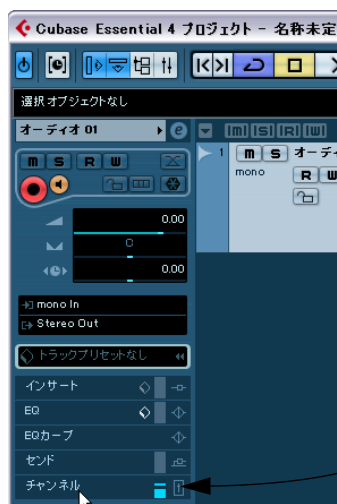 Cubase Essential 4 プロジェクト - 名称未定
選択オブジェクトなし
オーディオ 01 e m s R w
m s R w 1 m s オーデ
mono R w
0.00
C
0.00
mono In
Stereo Out
トラックプリセットなし
インサート
EQ
EQカーブ
センド
チャンネル